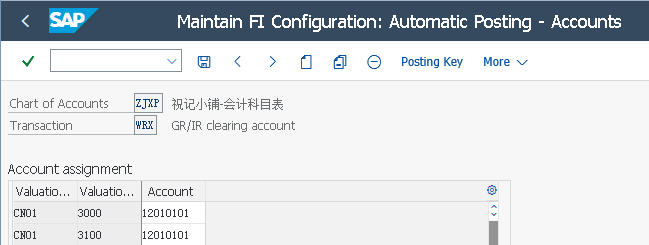 SAP Maintain FI Configuration: Automatic Posting - Accounts
Posting Key More
Chart of Accounts ZJXP 祝记小铺-会计科目表
Transaction WRX GR/IR clearing account
Account assignment
Valuatio... Valuatio... Account
CN01 3000 12010101
CN01 3100 12010101